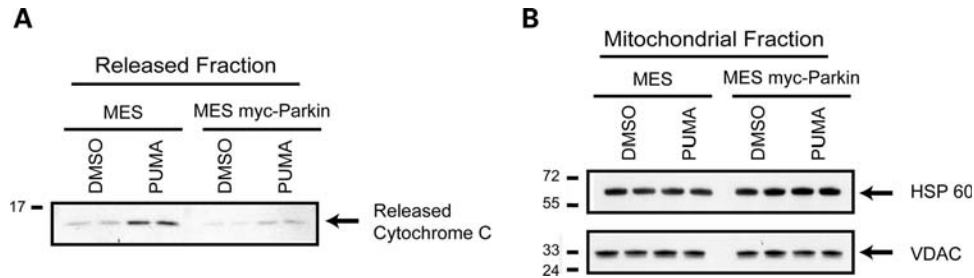 A
Released Fraction
MES MES myc-Parkin
DMSO PUMA DMSO PUMA
17
Released
Cytochrome C
B
Mitochondrial Fraction
MES MES myc-Parkin
DMSO PUMA DMSO PUMA
72
55
HSP 60
33
24
VDAC